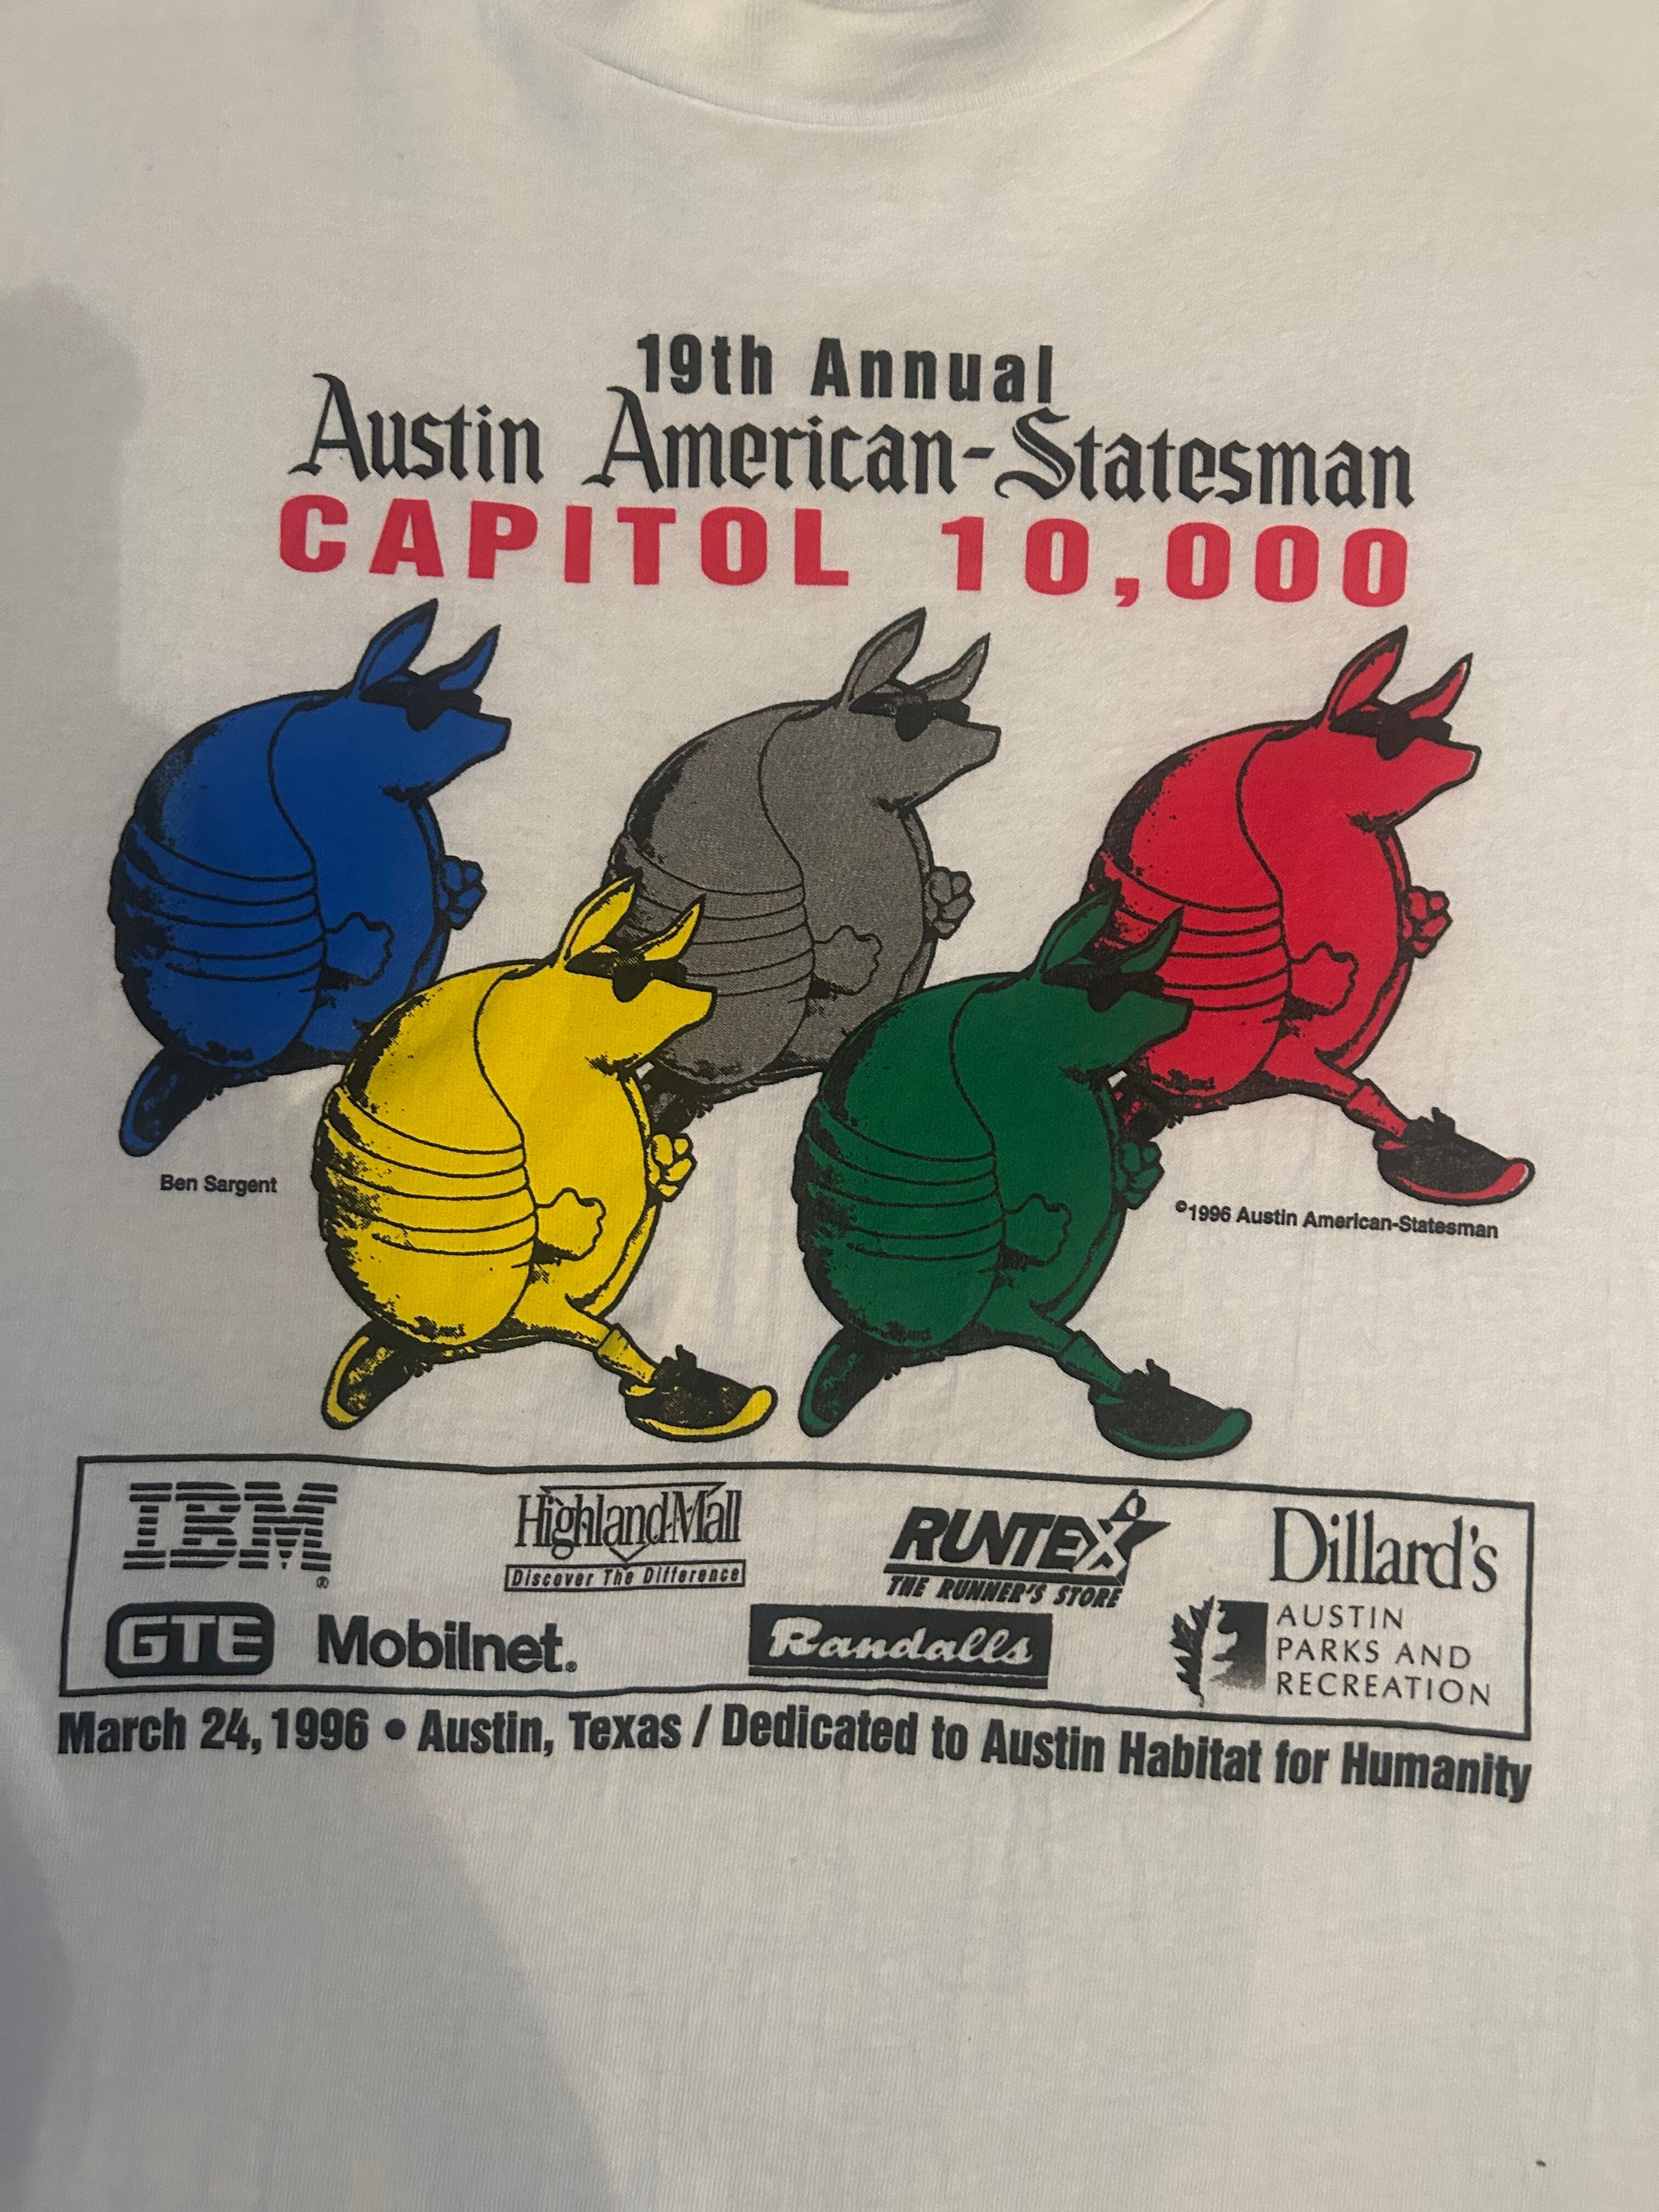 19th Annual
Austin American-Statesman
CAPITOL 10,000
Ben Sargent
©1996 Austin American-Statesman
IBM®
Highland Mall
Discover The Difference
RUNTEX
THE RUNNER'S STORE
Dillard's
GTE Mobilnet®
Randalls
AUSTIN
PARKS AND
RECREATION
March 24, 1996 • Austin, Texas / Dedicated to Austin Habitat for Humanity